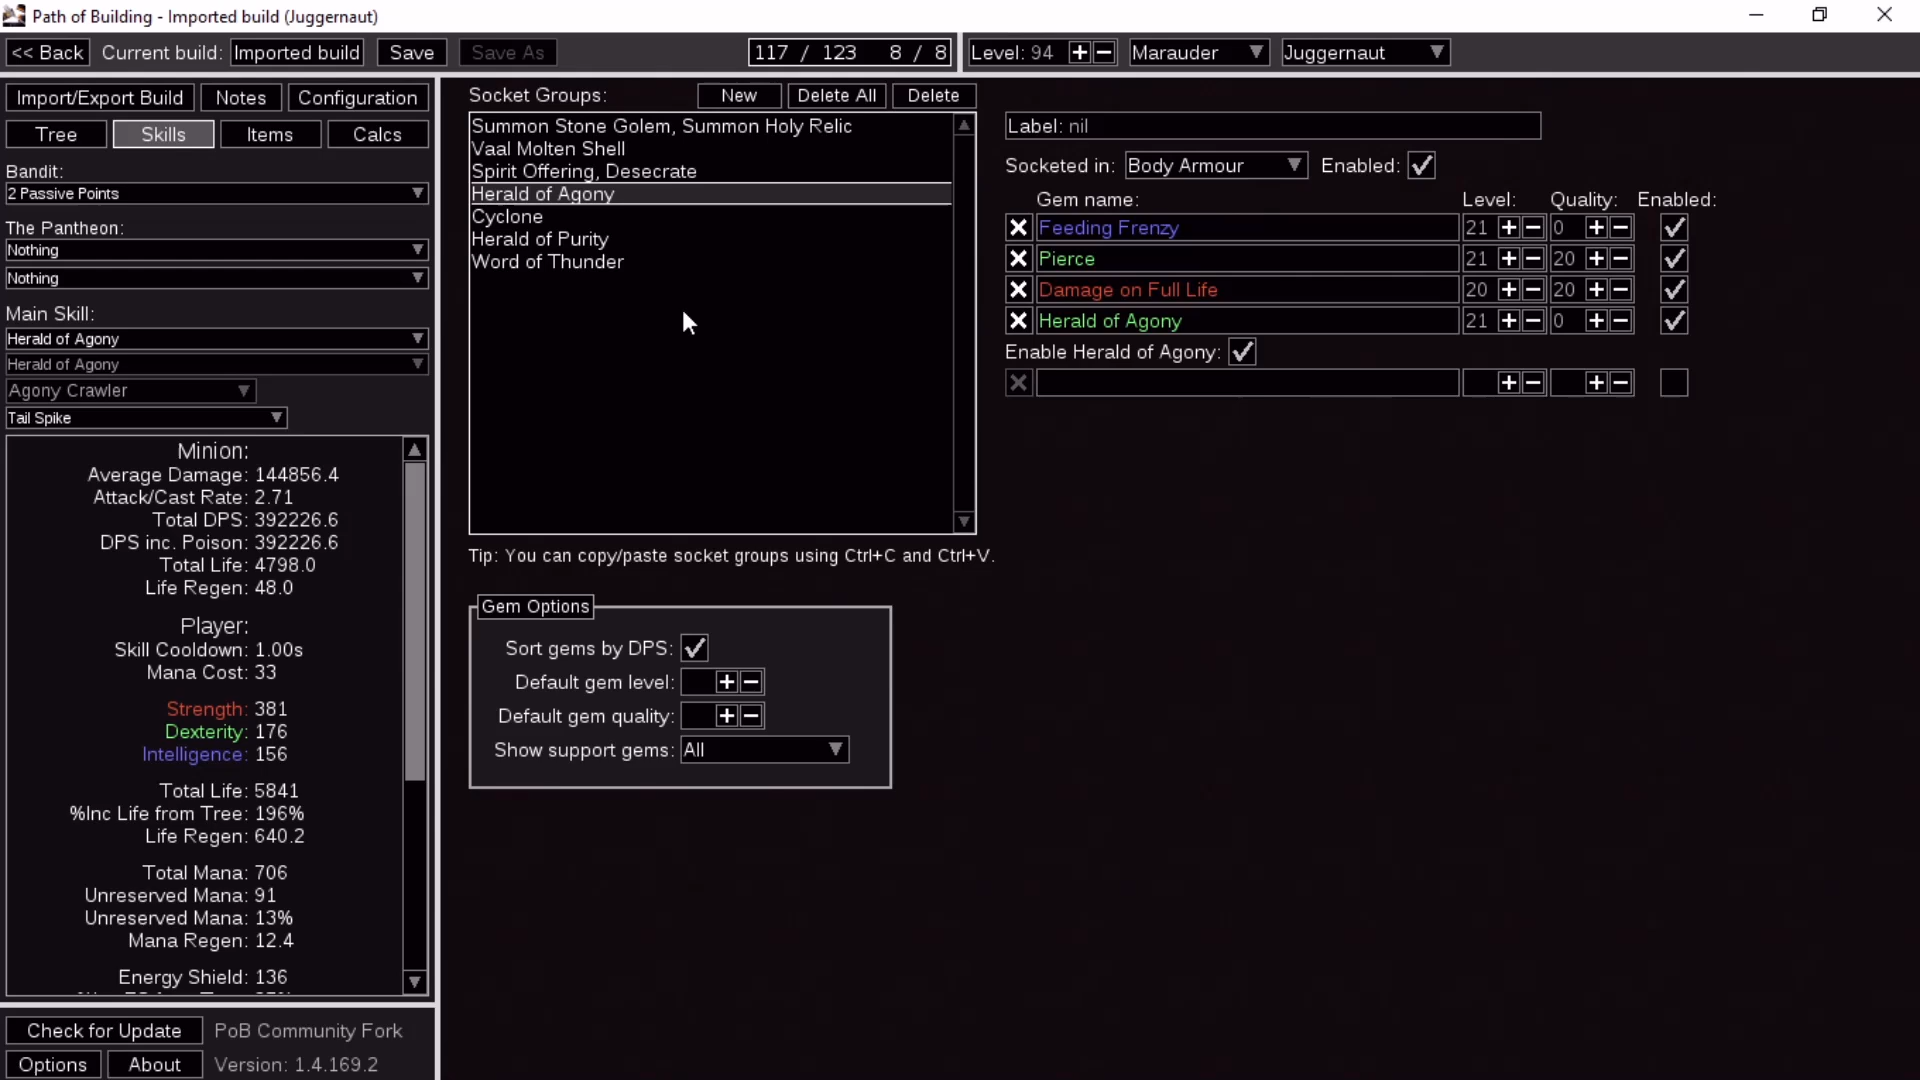 Path of Building - Imported build (Juggernaut)
<< Back Current build: Imported build Save Save As 117 / 123 8 / 8 Level: 94 + − Marauder Juggernaut
Import/Export Build Notes Configuration
Tree Skills Items Calcs
Bandit:
2 Passive Points
The Pantheon:
Nothing
Nothing
Main Skill:
Herald of Agony
Herald of Agony
Agony Crawler
Tail Spike
Minion:
Average Damage: 144856.4
Attack/Cast Rate: 2.71
Total DPS: 392226.6
DPS inc. Poison: 392226.6
Total Life: 4798.0
Life Regen: 48.0
Player:
Skill Cooldown: 1.00s
Mana Cost: 33
Strength: 381
Dexterity: 176
Intelligence: 156
Total Life: 5841
%Inc Life from Tree: 196%
Life Regen: 640.2
Total Mana: 706
Unreserved Mana: 91
Unreserved Mana: 13%
Mana Regen: 12.4
Energy Shield: 136
Check for Update PoB Community Fork
Options About Version: 1.4.169.2
Socket Groups: New Delete All Delete
Summon Stone Golem, Summon Holy Relic
Vaal Molten Shell
Spirit Offering, Desecrate
Herald of Agony
Cyclone
Herald of Purity
Word of Thunder
Tip: You can copy/paste socket groups using Ctrl+C and Ctrl+V.
Gem Options
Sort gems by DPS:
Default gem level: + −
Default gem quality: + −
Show support gems: All
Label: nil
Socketed in: Body Armour Enabled:
Gem name: Level: Quality: Enabled:
Feeding Frenzy 21 + − 0 + −
Pierce 21 + − 20 + −
Damage on Full Life 20 + − 20 + −
Herald of Agony 21 + − 0 + −
Enable Herald of Agony:
+ − + −